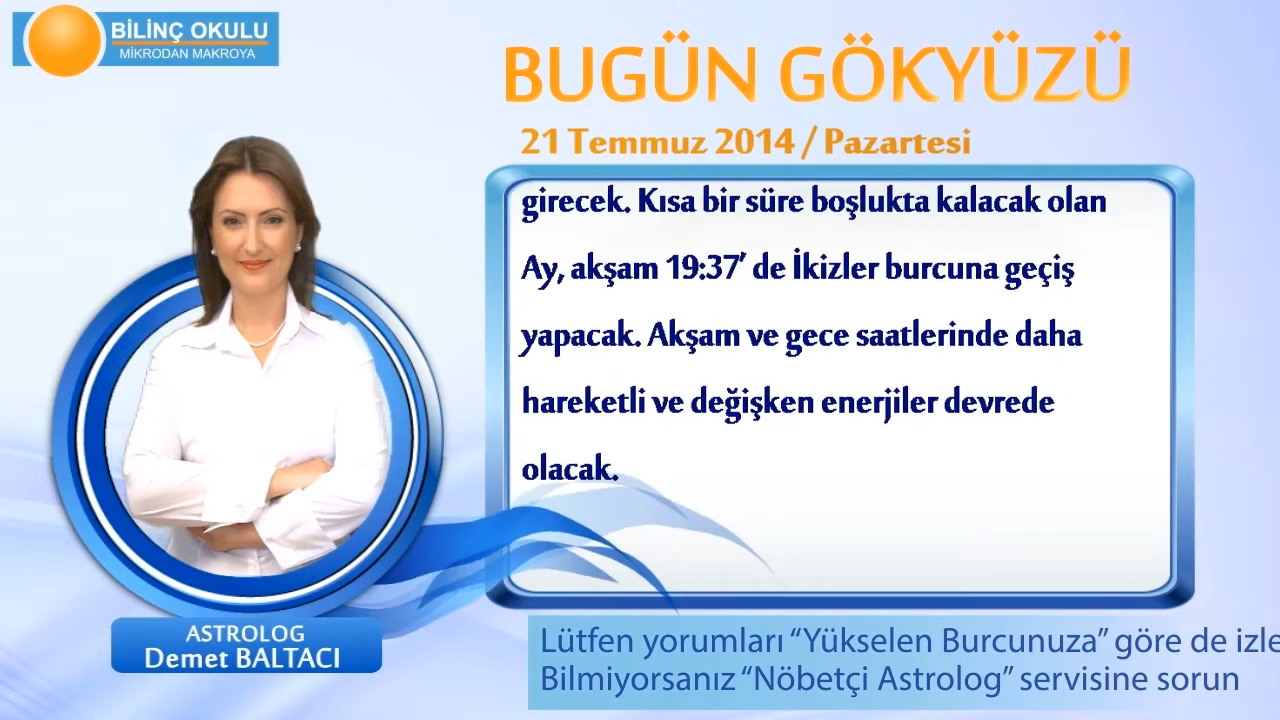 BİLİNÇ OKULU
MİKRODAN MAKROYA
BUGÜN GÖKYÜZÜ
21 Temmuz 2014 / Pazartesi
girecek. Kısa bir süre boşlukta kalacak olan
Ay, akşam 19:37’ de İkizler burcuna geçiş
yapacak. Akşam ve gece saatlerinde daha
hareketli ve değişken enerjiler devrede
olacak.
ASTROLOG
Demet BALTACI
Lütfen yorumları “Yükselen Burcunuza” göre de izle
Bilmiyorsanız “Nöbetçi Astrolog” servisine sorun